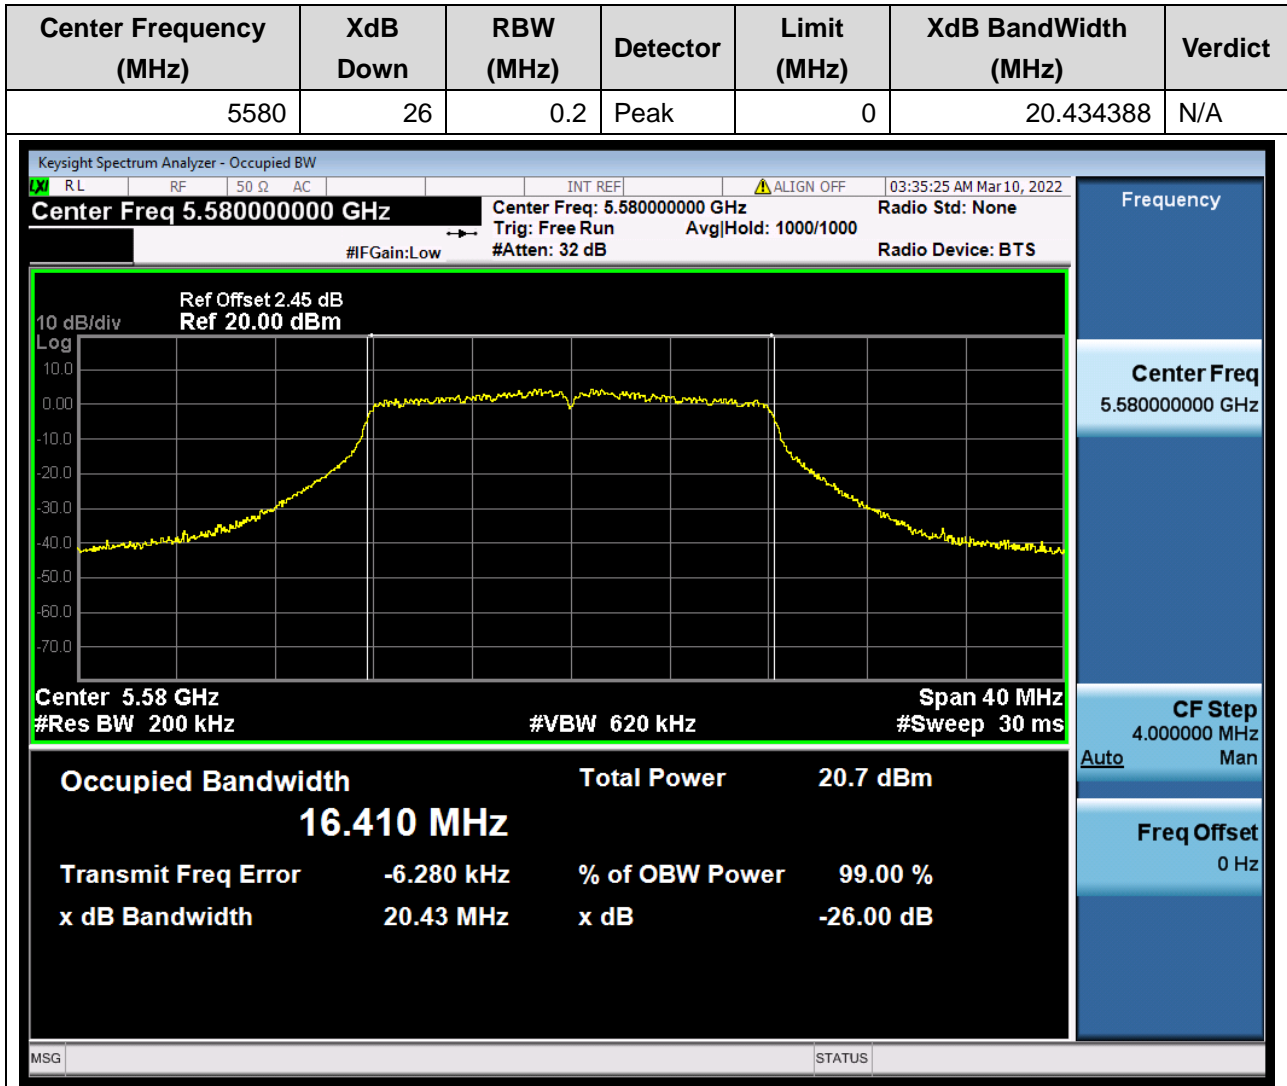 Center Frequency (MHz) XdB Down RBW (MHz) Detector Limit (MHz) XdB BandWidth (MHz) Verdict
5580 26 0.2 Peak 0 20.434388 N/A
Keysight Spectrum Analyzer - Occupied BW
LXI RL RF 50 Ω AC INT REF ALIGN OFF 03:35:25 AM Mar 10, 2022
Center Freq 5.580000000 GHz Center Freq: 5.580000000 GHz Radio Std: None
Trig: Free Run Avg|Hold: 1000/1000
#IFGain:Low #Atten: 32 dB Radio Device: BTS
Frequency
Ref Offset 2.45 dB
10 dB/div Ref 20.00 dBm
Log
10.0
0.00
-10.0
-20.0
-30.0
-40.0
-50.0
-60.0
-70.0
Center 5.58 GHz Span 40 MHz
#Res BW 200 kHz #VBW 620 kHz #Sweep 30 ms
Center Freq
5.580000000 GHz
CF Step
4.000000 MHz
Auto Man
Freq Offset
0 Hz
Occupied Bandwidth Total Power 20.7 dBm
16.410 MHz
Transmit Freq Error -6.280 kHz % of OBW Power 99.00 %
x dB Bandwidth 20.43 MHz x dB -26.00 dB
MSG STATUS